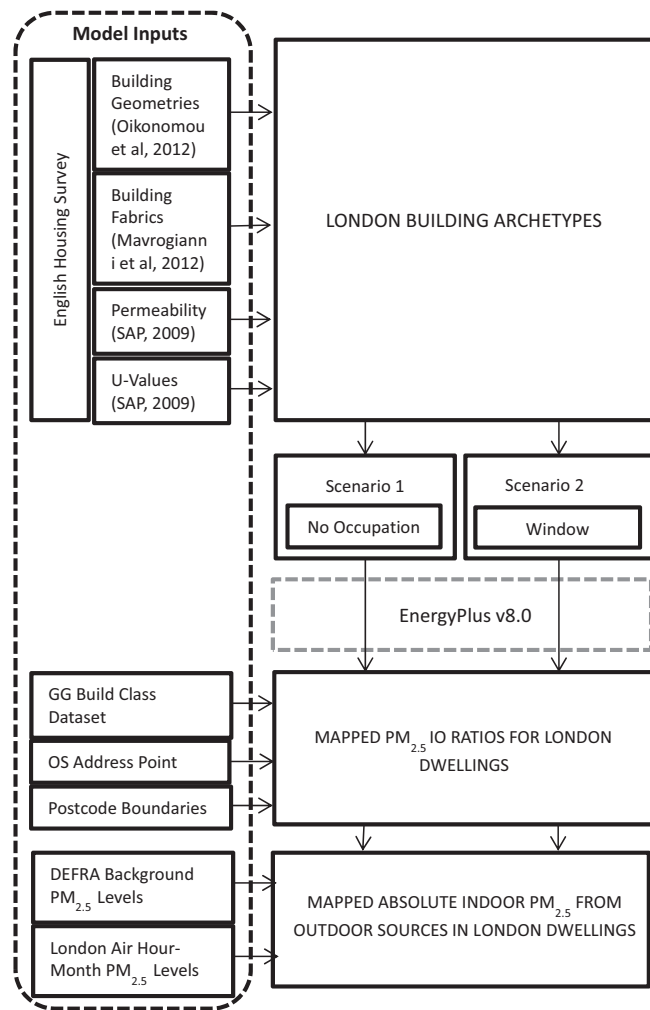 Model Inputs
English Housing Survey
Building
Geometries
(Oikonomou
et al, 2012)
Building
Fabrics
(Mavrogiann
i et al, 2012)
Permeability
(SAP, 2009)
U-Values
(SAP, 2009)
LONDON BUILDING ARCHETYPES
Scenario 1
No Occupation
Scenario 2
Window
EnergyPlus v8.0
GG Build Class
Dataset
OS Address Point
Postcode Boundaries
MAPPED PM2.5 IO RATIOS FOR LONDON
DWELLINGS
DEFRA Background
PM2.5 Levels
London Air Hour-
Month PM2.5 Levels
MAPPED ABSOLUTE INDOOR PM2.5 FROM
OUTDOOR SOURCES IN LONDON DWELLINGS